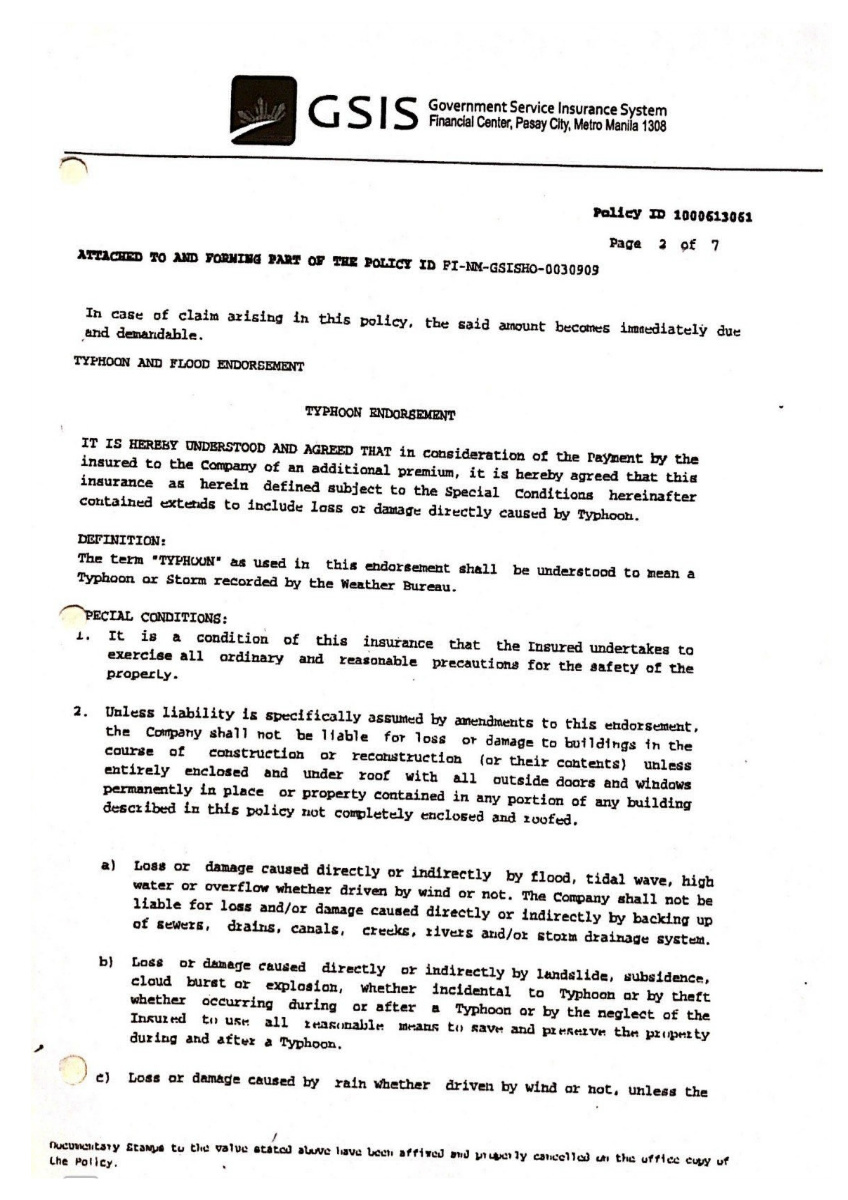 GSIS Government Service Insurance System
Financial Center, Pasay City, Metro Manila 1308
Policy ID 1000613061
Page 2 of 7
ATTACHED TO AND FORMING PART OF THE POLICY ID FI-NM-GSISHO-0030909
In case of claim arising in this policy, the said amount becomes immediately due
and demandable.
TYPHOON AND FLOOD ENDORSEMENT
TYPHOON ENDORSEMENT
IT IS HEREBY UNDERSTOOD AND AGREED THAT in consideration of the Payment by the
insured to the Company of an additional premium, it is hereby agreed that this
insurance as herein defined subject to the Special Conditions hereinafter
contained extends to include loss or damage directly caused by Typhoon.
DEFINITION:
The term "TYPHOON" as used in this endorsement shall be understood to mean a
Typhoon or Storm recorded by the Weather Bureau.
PECIAL CONDITIONS:
1. It is a condition of this insurance that the Insured undertakes to
exercise all ordinary and reasonable precautions for the safety of the
property.
2. Unless liability is specifically assumed by amendments to this endorsement,
the Company shall not be liable for loss or damage to buildings in the
course of construction or reconstruction (or their contents) unless
entirely enclosed and under roof with all outside doors and windows
permanently in place or property contained in any portion of any building
described in this policy not completely enclosed and roofed.
a) Loss or damage caused directly or indirectly by flood, tidal wave, high
water or overflow whether driven by wind or not. The Company shall not be
liable for loss and/or damage caused directly or indirectly by backing up
of sewers, drains, canals, creeks, rivers and/or storm drainage system.
b) Loss or damage caused directly or indirectly by landslide, subsidence,
cloud burst or explosion, whether incidental to Typhoon or by theft
whether occurring during or after a Typhoon or by the neglect of the
Insured to use all reasonable means to save and preserve the property
during and after a Typhoon.
c) Loss or damage caused by rain whether driven by wind or not, unless the
Documentary Stamps to the value stated above have been affixed and properly cancelled on the office copy of
the Policy.